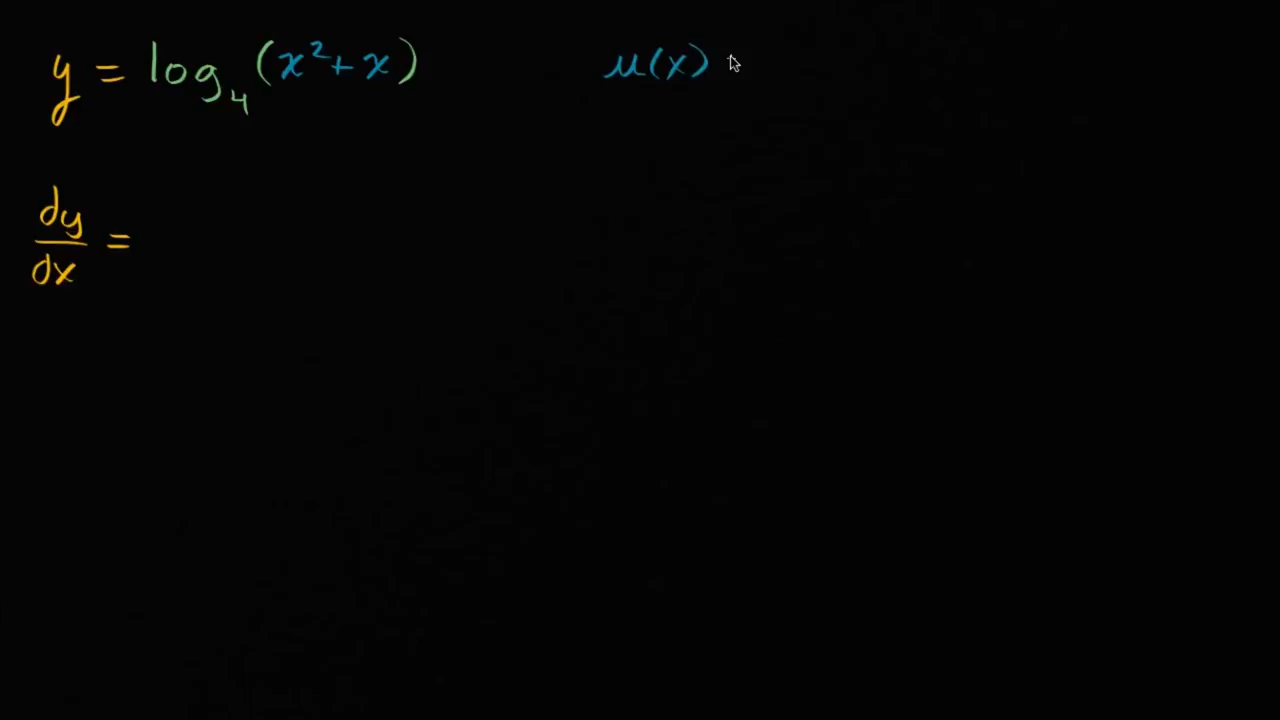 y = log₄(x² + x) u(x)
dy/dx =